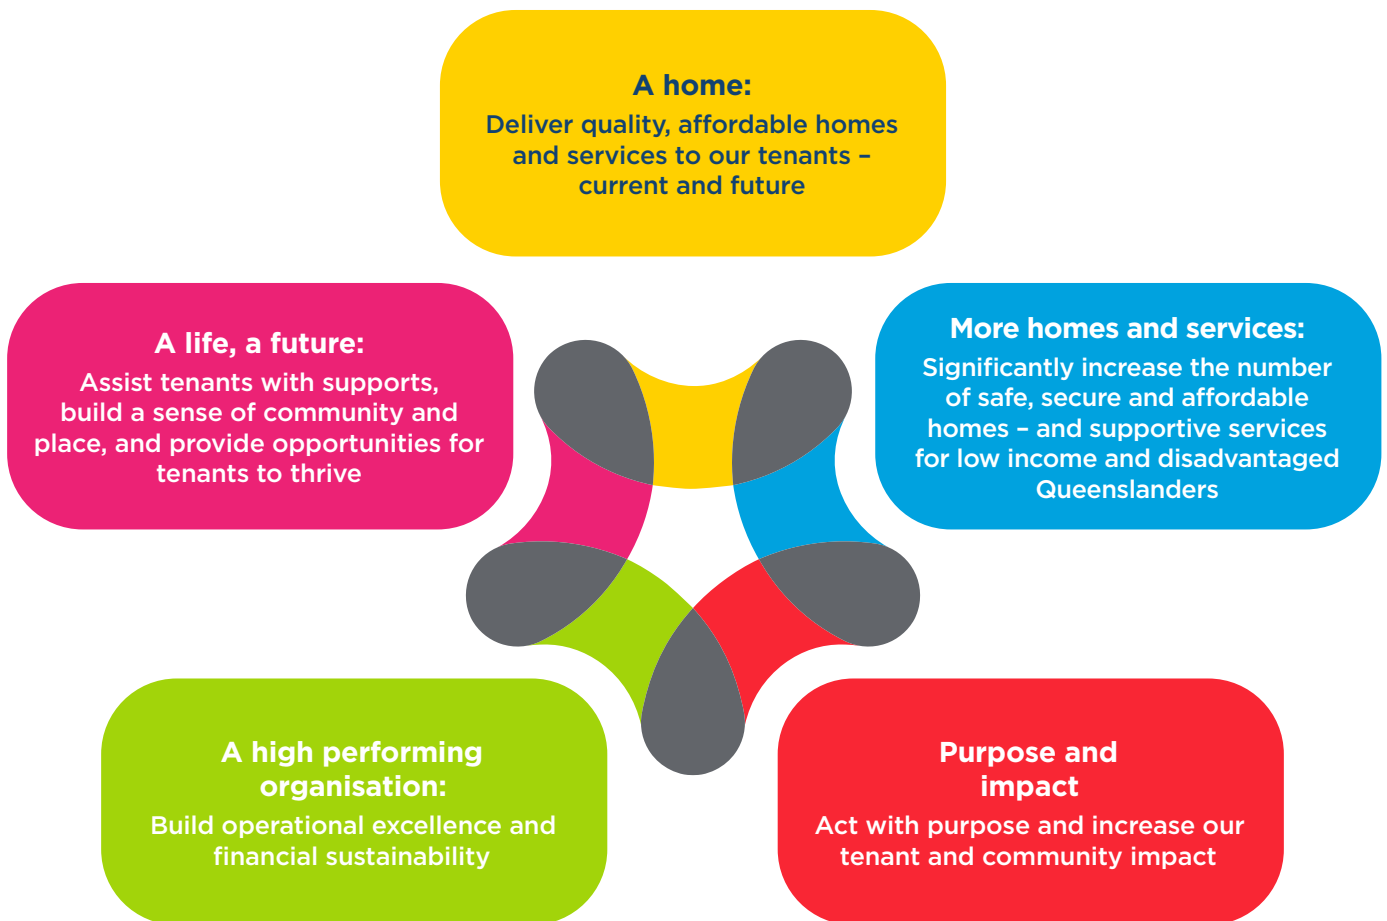 A home:
Deliver quality, affordable homes
and services to our tenants –
current and future
A life, a future:
Assist tenants with supports,
build a sense of community and
place, and provide opportunities for
tenants to thrive
More homes and services:
Significantly increase the number
of safe, secure and affordable
homes – and supportive services
for low income and disadvantaged
Queenslanders
A high performing
organisation:
Build operational excellence and
financial sustainability
Purpose and
impact
Act with purpose and increase our
tenant and community impact